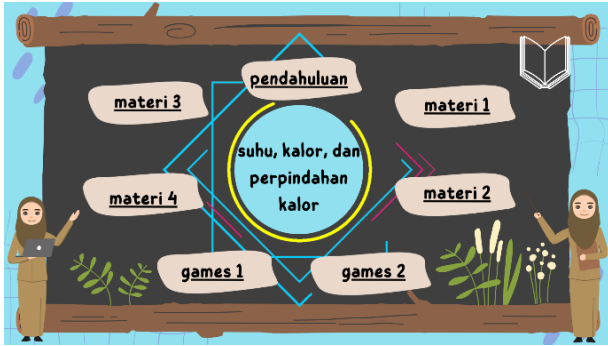 pendahuluan
materi 3
materi 1
suhu, kalor, dan
perpindahan
kalor
materi 4
materi 2
games 1
games 2